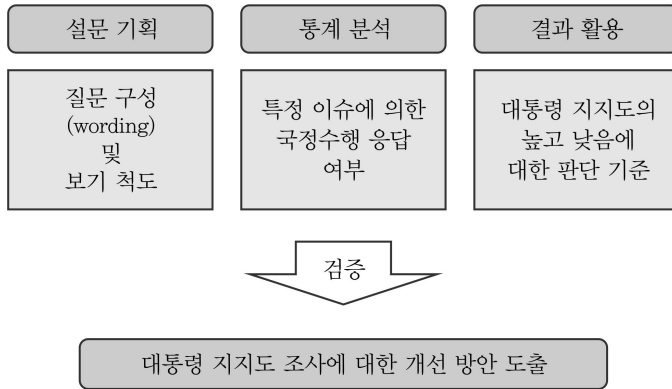 설문 기획
통계 분석
결과 활용
질문 구성
(wording)
및
보기 척도
특정 이슈에 의한
국정수행 응답
여부
대통령 지지도의
높고 낮음에
대한 판단 기준
검증
대통령 지지도 조사에 대한 개선 방안 도출